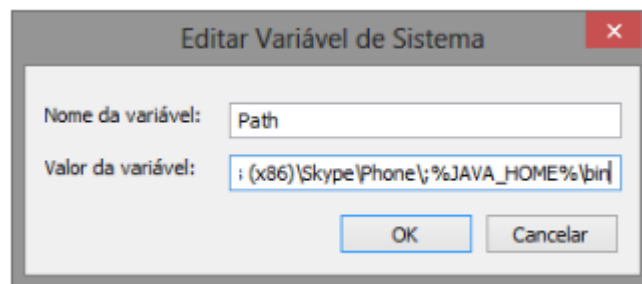 Editar Variável de Sistema
Nome da variável: Path
Valor da variável: (x86)\Skype\Phone\;%JAVA_HOME%\bin
OK Cancelar